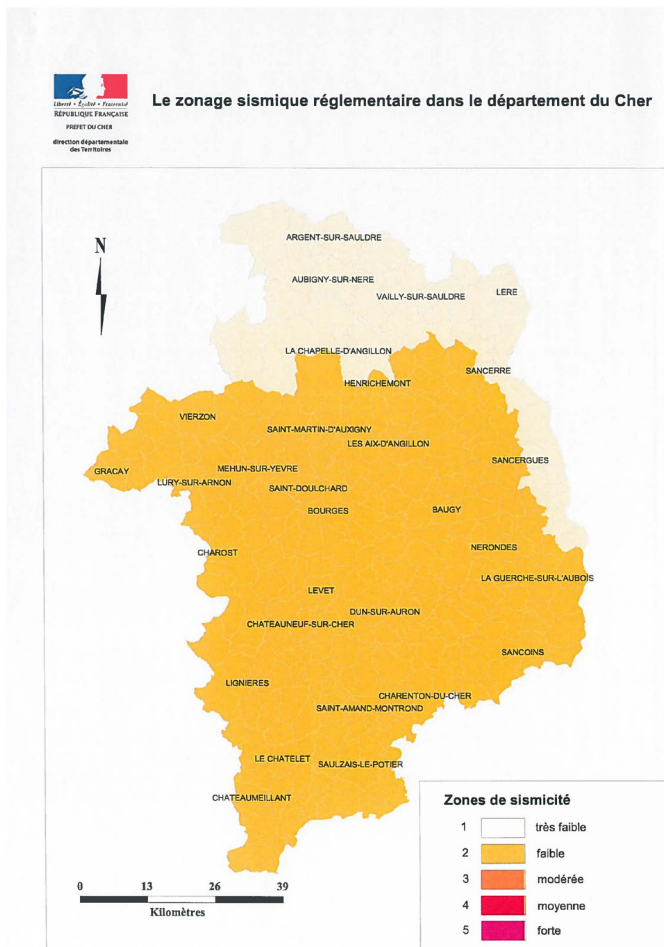 Liberté • Égalité • Fraternité
RÉPUBLIQUE FRANÇAISE
PREFET DU CHER
direction départementale
des Territoires
Le zonage sismique réglementaire dans le département du Cher
N
ARGENT-SUR-SAULDRE
AUBIGNY-SUR-NERE
VAILLY-SUR-SAULDRE
LERE
LA CHAPELLE-D'ANGILLON
SANCERRE
HENRICHEMONT
VIERZON
SAINT-MARTIN-D'AUXIGNY
LES AIX-D'ANGILLON
SANCERGUES
GRACAY
MEHUN-SUR-YEVRE
LURY-SUR-ARNON
SAINT-DOULCHARD
BOURGES
BAUGY
NERONDES
CHAROST
LA GUERCHE-SUR-L'AUBOIS
LEVET
DUN-SUR-AURON
CHATEAUNEUF-SUR-CHER
SANCOINS
LIGNIERES
CHARENTON-DU-CHER
SAINT-AMAND-MONTROND
LE CHATELET
SAULZAIS-LE-POTIER
CHATEAUMEILLANT
Zones de sismicité
1 très faible
2 faible
3 modérée
4 moyenne
5 forte
0 13 26 39
Kilomètres